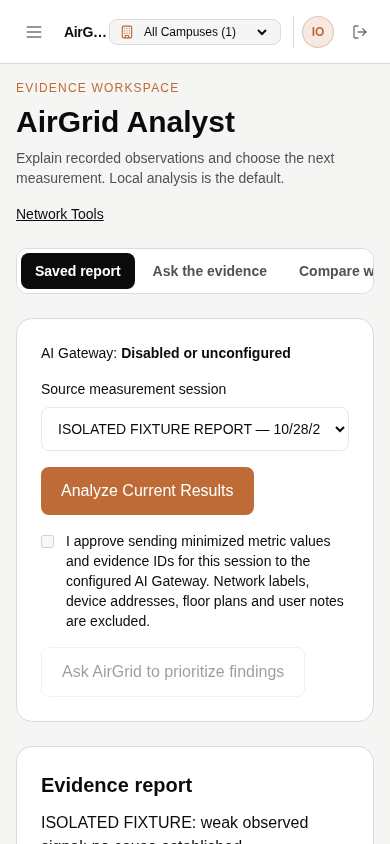 AirG…
All Campuses (1)
IO
EVIDENCE WORKSPACE
AirGrid Analyst
Explain recorded observations and choose the next
measurement. Local analysis is the default.
Network Tools
Saved report
Ask the evidence
Compare w
AI Gateway: Disabled or unconfigured
Source measurement session
ISOLATED FIXTURE REPORT — 10/28/2
Analyze Current Results
I approve sending minimized metric values
and evidence IDs for this session to the
configured AI Gateway. Network labels,
device addresses, floor plans and user notes
are excluded.
Ask AirGrid to prioritize findings
Evidence report
ISOLATED FIXTURE: weak observed